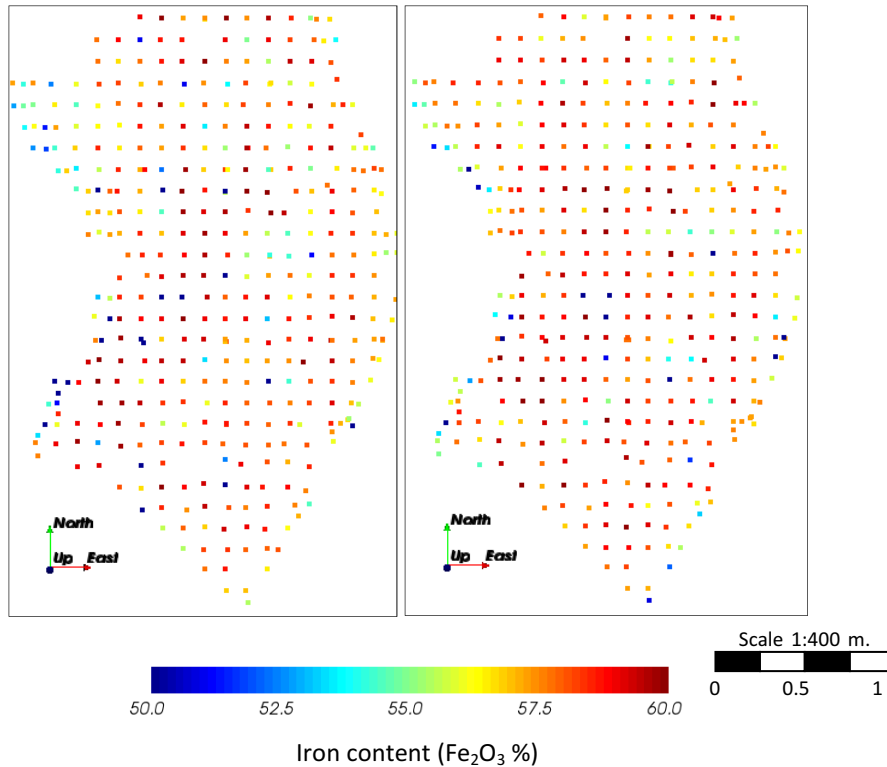 North
Up East
North
Up East
Scale 1:400 m.
0 0.5 1
50.0 52.5 55.0 57.5 60.0
Iron content (Fe₂O₃ %)